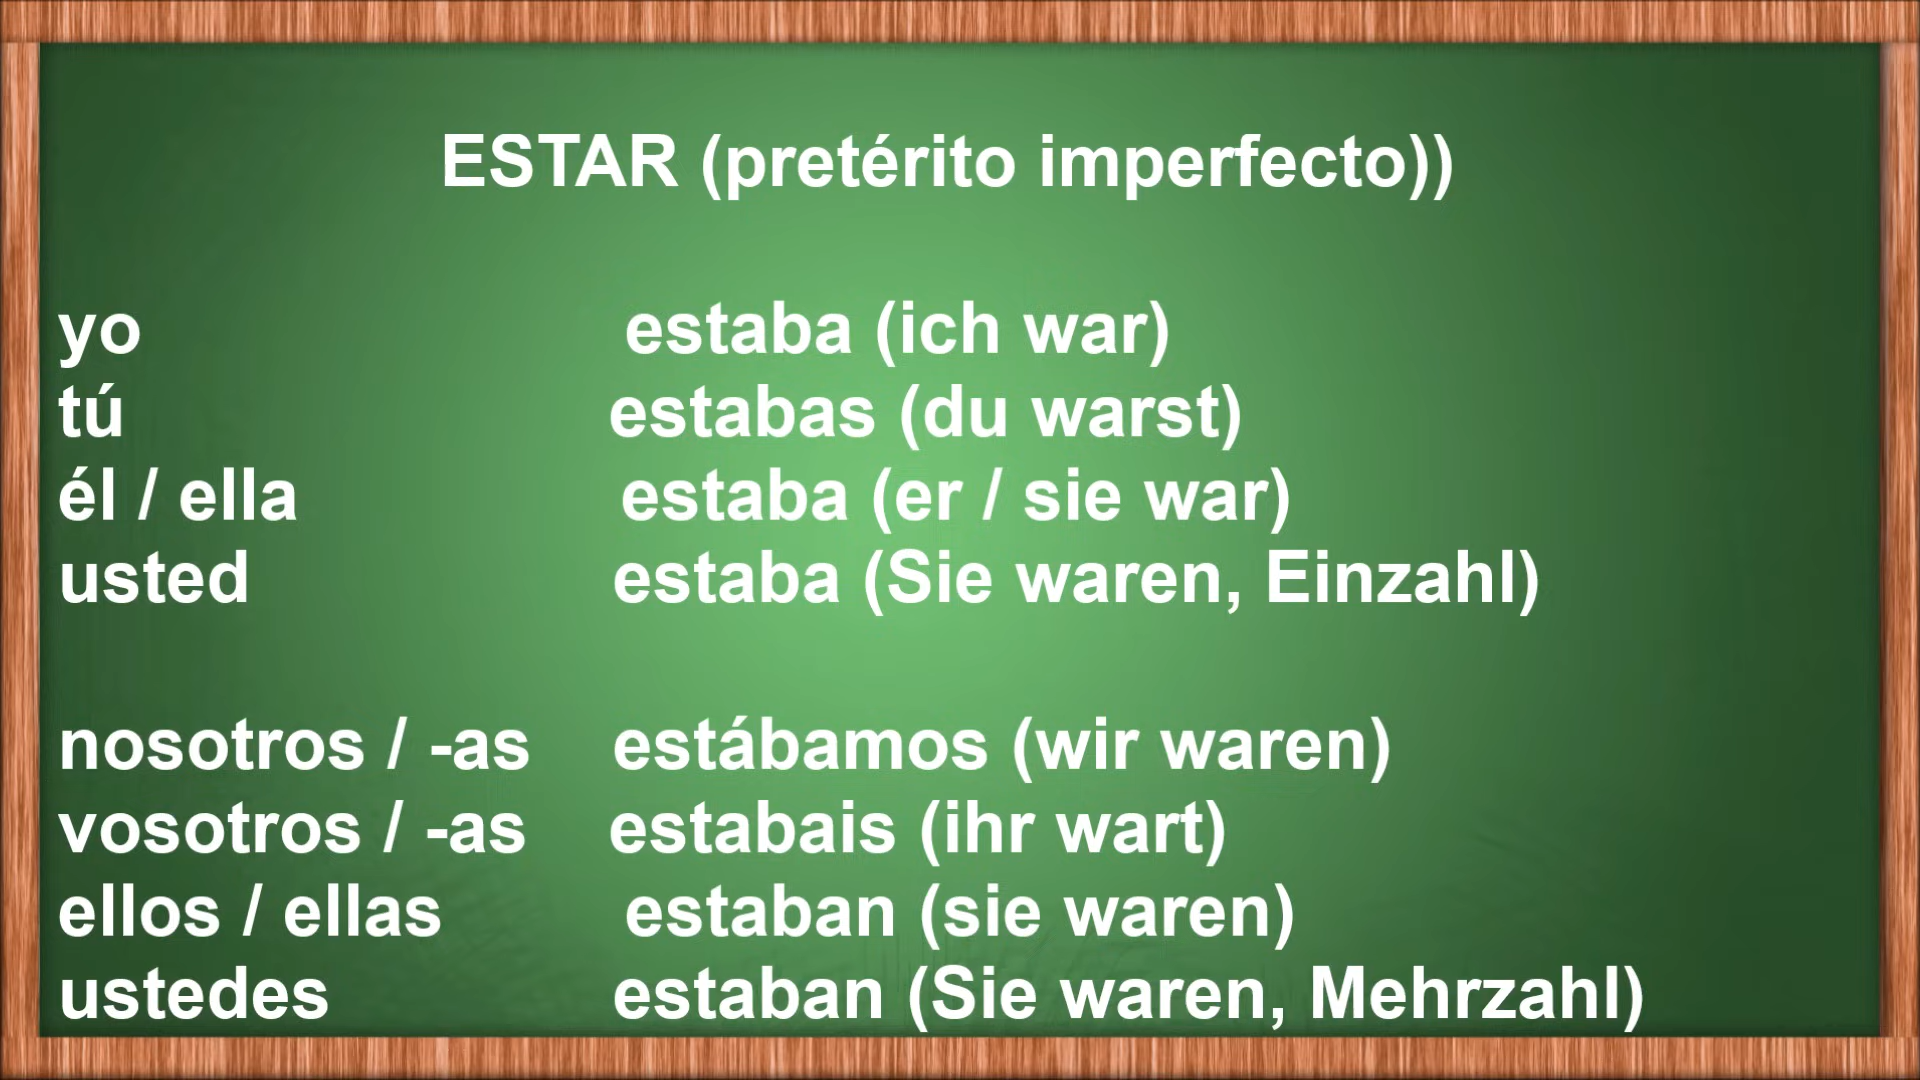 ESTAR (pretérito imperfecto))
yo estaba (ich war)
tú estabas (du warst)
él / ella estaba (er / sie war)
usted estaba (Sie waren, Einzahl)
nosotros / -as estábamos (wir waren)
vosotros / -as estabais (ihr wart)
ellos / ellas estaban (sie waren)
ustedes estaban (Sie waren, Mehrzahl)